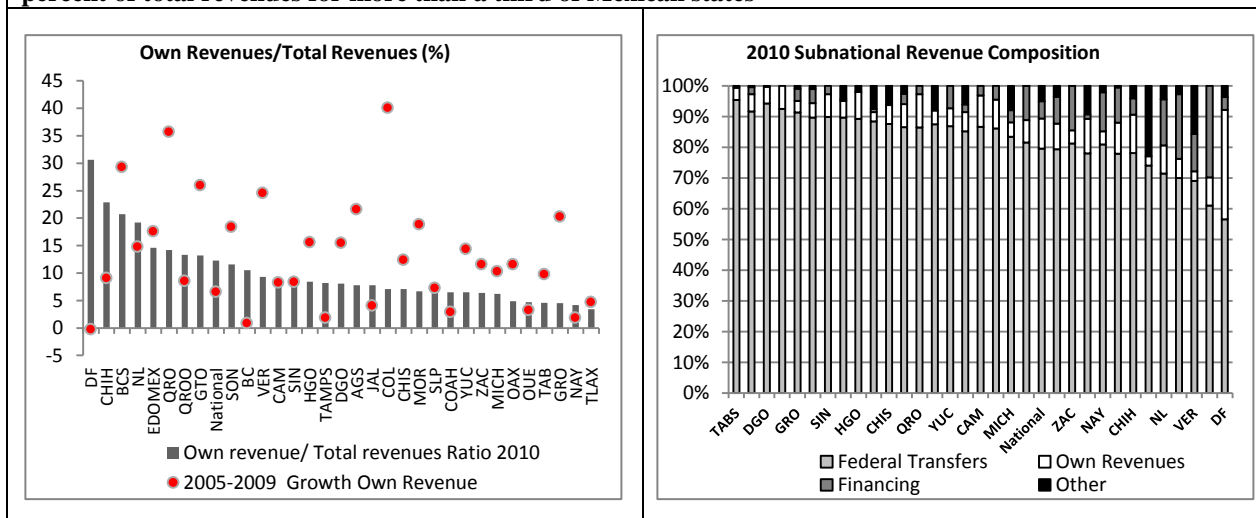 percent of total revenues for more than a third of Mexican states
Own Revenues/Total Revenues (%)
45
40
35
30
25
20
15
10
5
0
-5
DF
CHIH
BCS
NL
EDOMEX
QRO
QROO
GTO
National
SON
BC
VER
CAM
SIN
HGO
TAMPS
DGO
AGS
JAL
COL
CHIS
MOR
SLP
COAH
YUC
ZAC
MICH
OAX
OUE
TAB
GRO
NAY
TLAX
Own revenue/ Total revenues Ratio 2010
2005-2009 Growth Own Revenue
2010 Subnational Revenue Composition
100%
90%
80%
70%
60%
50%
40%
30%
20%
10%
0%
TABS
DGO
GRO
SIN
HGO
CHIS
QRO
YUC
CAM
MICH
National
ZAC
NAY
CHIH
NL
VER
DF
Federal Transfers
Own Revenues
Financing
Other